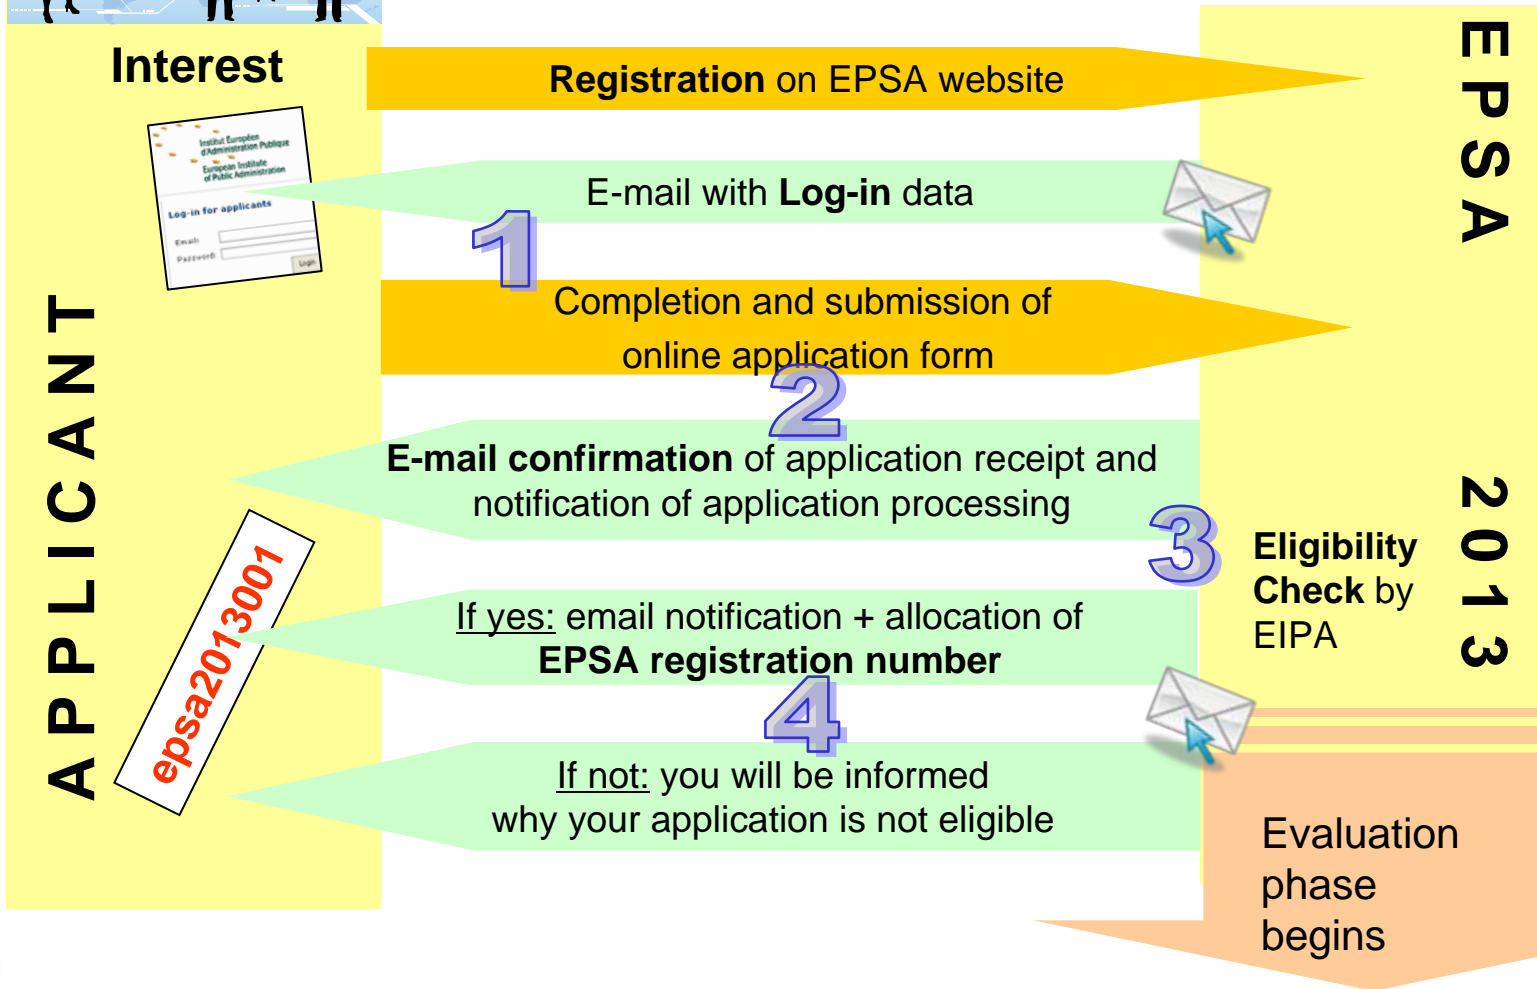 Interest
Registration on EPSA website
Institut Européen
d'Administration Publique
European Institute
of Public Administration
Log-in for applicants
Email:
Password:
Login
E-mail with Log-in data
1
Completion and submission of
online application form
2
E-mail confirmation of application receipt and
notification of application processing
3
Eligibility
Check by
EIPA
If yes: email notification + allocation of
EPSA registration number
epsa2013001
4
If not: you will be informed
why your application is not eligible
Evaluation
phase
begins
APPLICANT
EPSA 2013